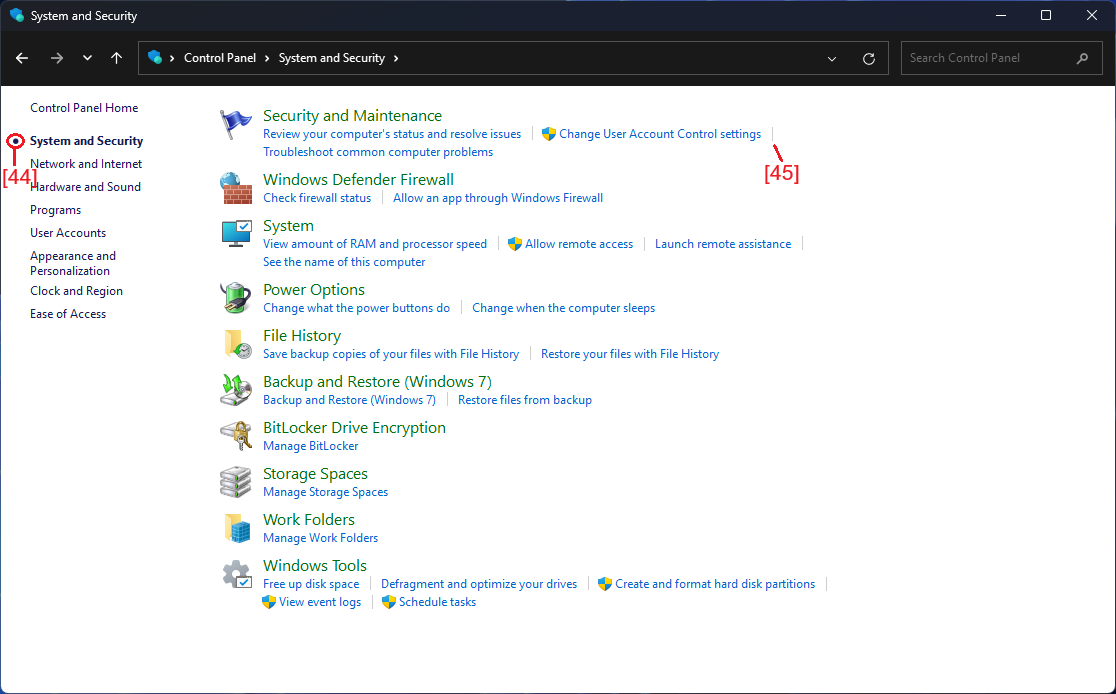 System and Security
Control Panel › System and Security ›
Search Control Panel
Control Panel Home
System and Security
[44]
Network and Internet
Hardware and Sound
Programs
User Accounts
Appearance and
Personalization
Clock and Region
Ease of Access
Security and Maintenance
Review your computer's status and resolve issues
Change User Account Control settings
[45]
Troubleshoot common computer problems
Windows Defender Firewall
Check firewall status
Allow an app through Windows Firewall
System
View amount of RAM and processor speed
Allow remote access
Launch remote assistance
See the name of this computer
Power Options
Change what the power buttons do
Change when the computer sleeps
File History
Save backup copies of your files with File History
Restore your files with File History
Backup and Restore (Windows 7)
Backup and Restore (Windows 7)
Restore files from backup
BitLocker Drive Encryption
Manage BitLocker
Storage Spaces
Manage Storage Spaces
Work Folders
Manage Work Folders
Windows Tools
Free up disk space
Defragment and optimize your drives
Create and format hard disk partitions
View event logs
Schedule tasks